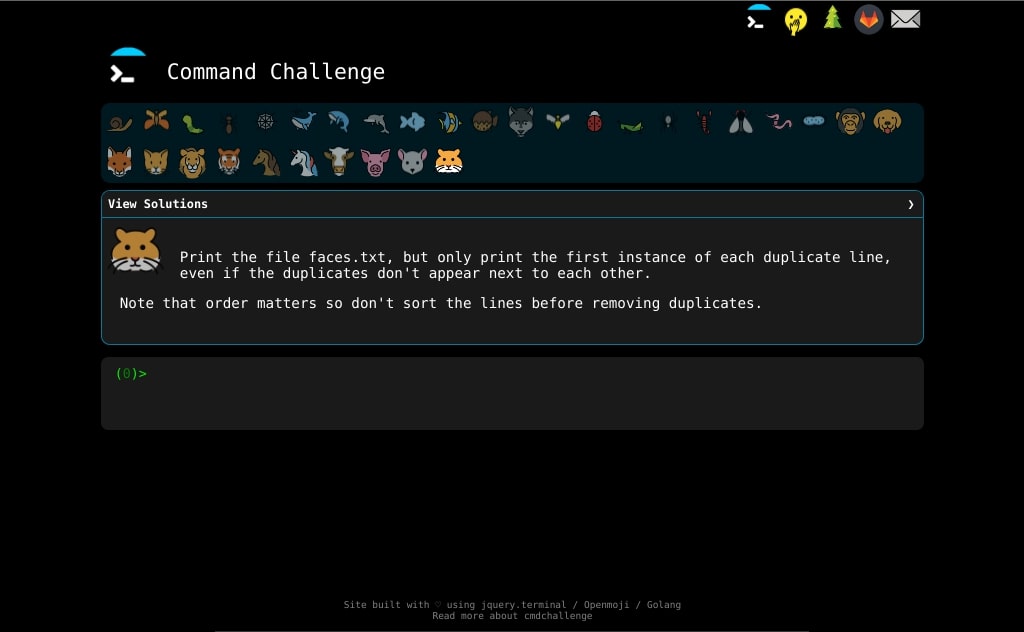 Command Challenge
View Solutions ❯
Print the file faces.txt, but only print the first instance of each duplicate line,
even if the duplicates don't appear next to each other.
Note that order matters so don't sort the lines before removing duplicates.
(0)>
Site built with ♡ using jquery.terminal / Openmoji / Golang
Read more about cmdchallenge